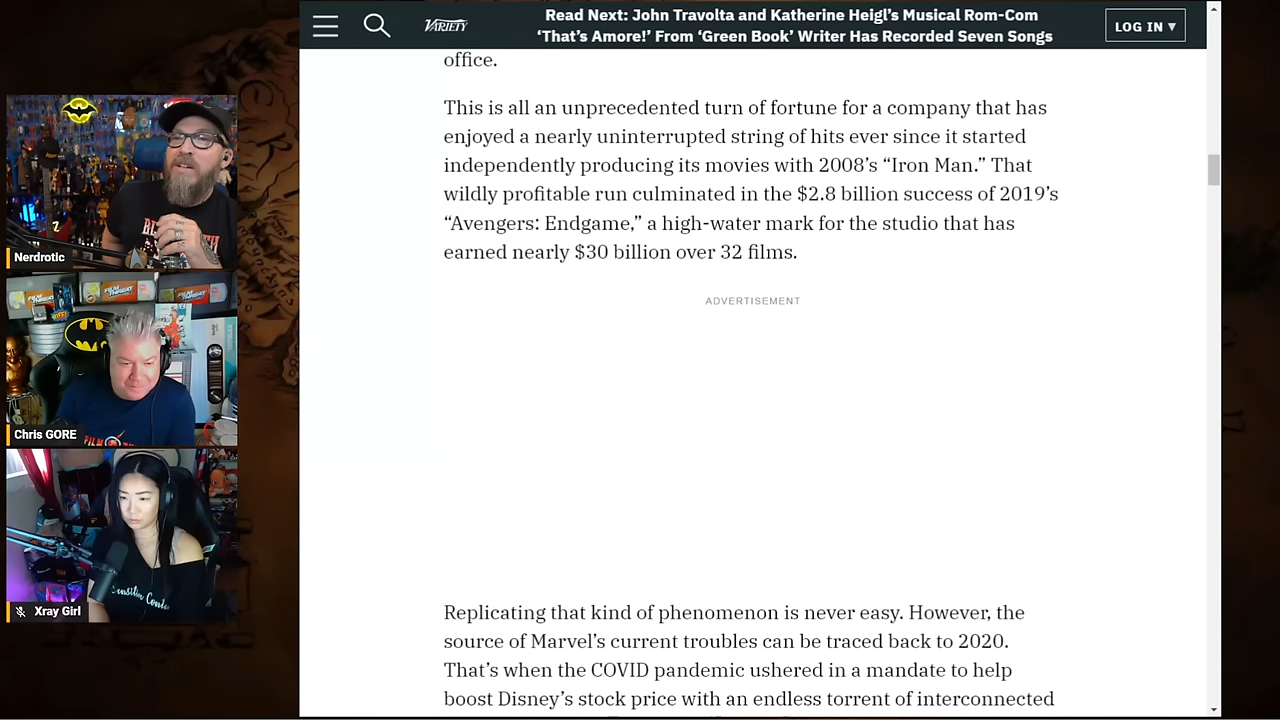 VARIETY
Read Next: John Travolta and Katherine Heigl's Musical Rom-Com
'That's Amore!' From 'Green Book' Writer Has Recorded Seven Songs
LOG IN ▾
office.
This is all an unprecedented turn of fortune for a company that has
enjoyed a nearly uninterrupted string of hits ever since it started
independently producing its movies with 2008's “Iron Man.” That
wildly profitable run culminated in the $2.8 billion success of 2019's
“Avengers: Endgame,” a high-water mark for the studio that has
earned nearly $30 billion over 32 films.
ADVERTISEMENT
Replicating that kind of phenomenon is never easy. However, the
source of Marvel's current troubles can be traced back to 2020.
That's when the COVID pandemic ushered in a mandate to help
boost Disney's stock price with an endless torrent of interconnected
Nerdrotic
Chris GORE
Xray Girl